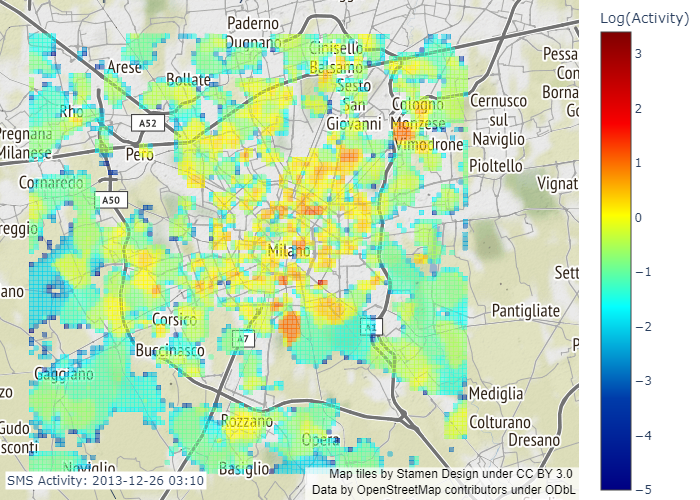 Log(Activity)
Paderno
Dugnano
Cinisello
Balsamo
Arese
Bollate
Sesto
San
Giovanni
Rho
Cologno
Monzese
Cernusco
sul
Naviglio
Pessa
Born
A52
Pregnana
Milanese
Pero
Vimodrone
Pioltello
Cornaredo
Vignat
A50
reggio
Milano
Sett
ano
Corsico
A7
A1
Pantigliate
Buccinasco
P
Gaggiano
zo
Mediglia
Gudo
sconti
Rozzano
Opera
Colturano
Dresano
Noviglio
Basiglio
3
2
1
0
−1
−2
−3
−4
−5
SMS Activity: 2013-12-26 03:10
Map tiles by Stamen Design under CC BY 3.0
Data by OpenStreetMap contributors under ODbL